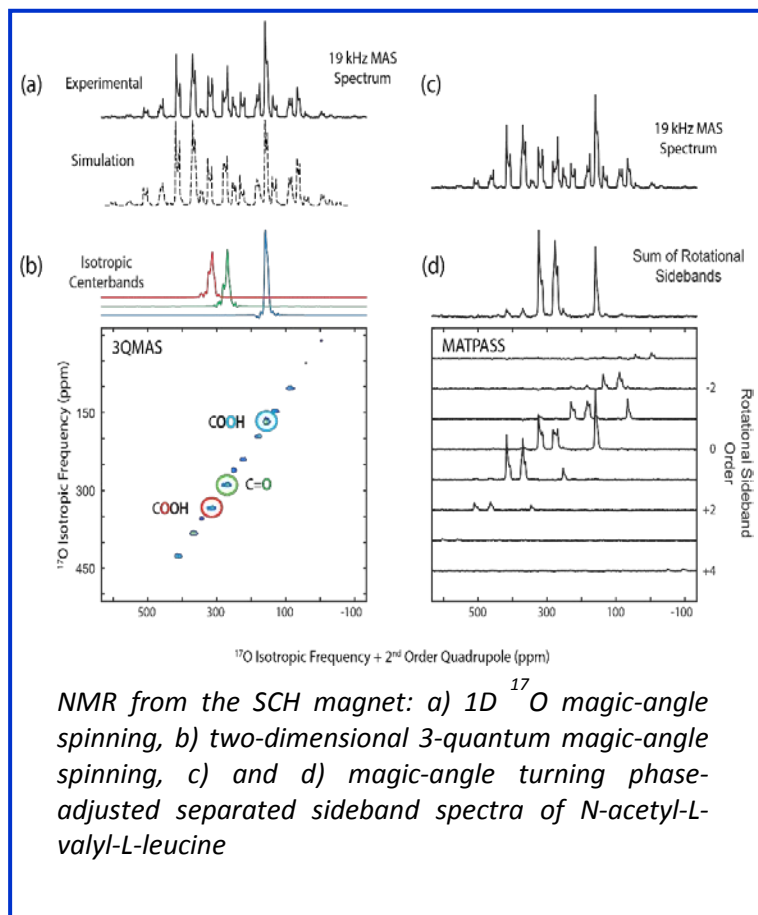 (a)
Experimental
19 kHz MAS
Spectrum
Simulation
(b)
Isotropic
Centerbands
3QMAS
COOH
C=O
COOH
150
300
450
¹⁷O Isotropic Frequency (ppm)
500
300
100
-100
(c)
19 kHz MAS
Spectrum
(d)
Sum of Rotational
Sidebands
MATPASS
-2
0
+2
+4
Rotational Sideband
Order
500
300
100
-100
¹⁷O Isotropic Frequency + 2ⁿᵈ Order Quadrupole (ppm)
NMR from the SCH magnet: a) 1D ¹⁷O magic-angle
spinning, b) two-dimensional 3-quantum magic-angle
spinning, c) and d) magic-angle turning phase-
adjusted separated sideband spectra of N-acetyl-L-
valyl-L-leucine